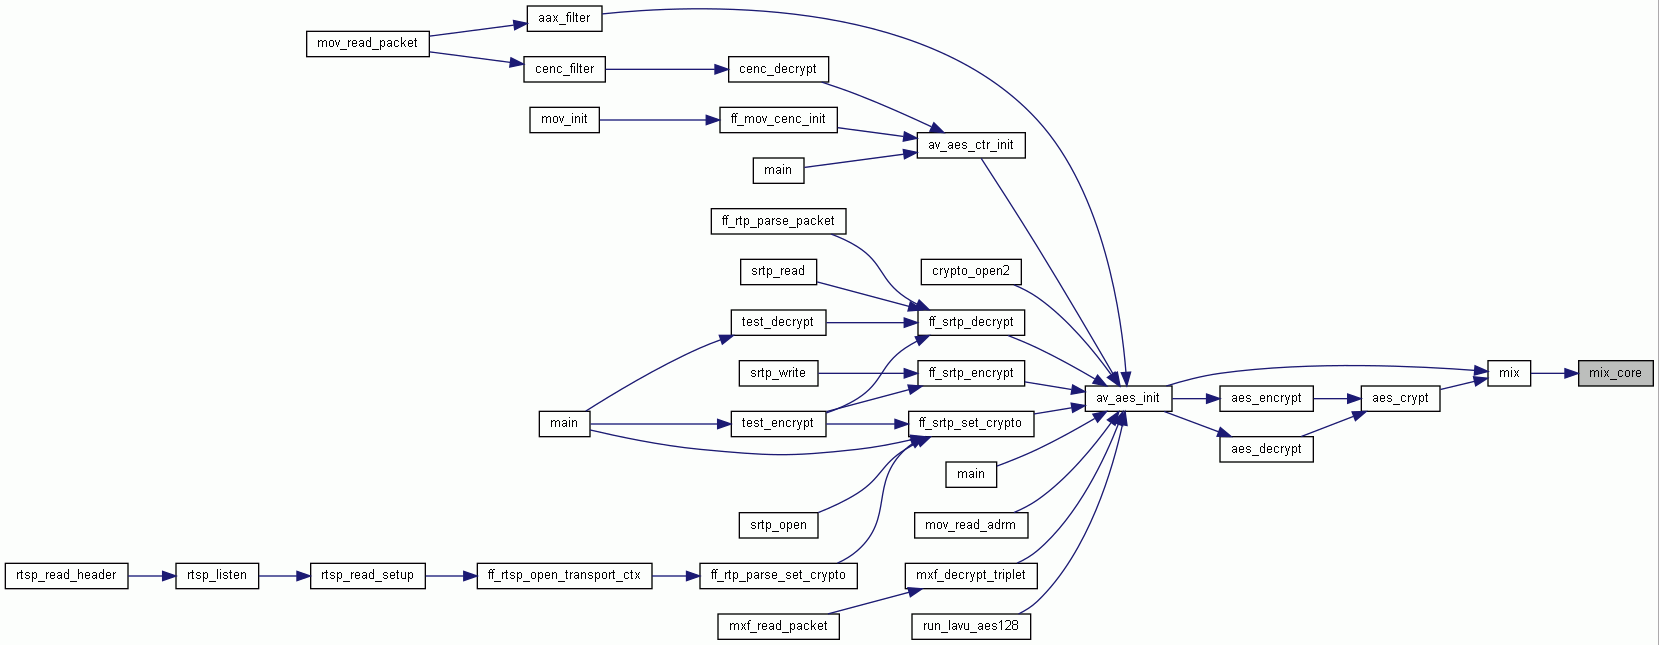 aax_filter
mov_read_packet
cenc_filter
cenc_decrypt
mov_init
ff_mov_cenc_init
av_aes_ctr_init
main
ff_rtp_parse_packet
srtp_read
crypto_open2
test_decrypt
ff_srtp_decrypt
srtp_write
ff_srtp_encrypt
mix
mix_core
av_aes_init
aes_encrypt
aes_crypt
main
test_encrypt
ff_srtp_set_crypto
aes_decrypt
main
srtp_open
mov_read_adrm
rtsp_read_header
rtsp_listen
rtsp_read_setup
ff_rtsp_open_transport_ctx
ff_rtp_parse_set_crypto
mxf_decrypt_triplet
mxf_read_packet
run_lavu_aes128